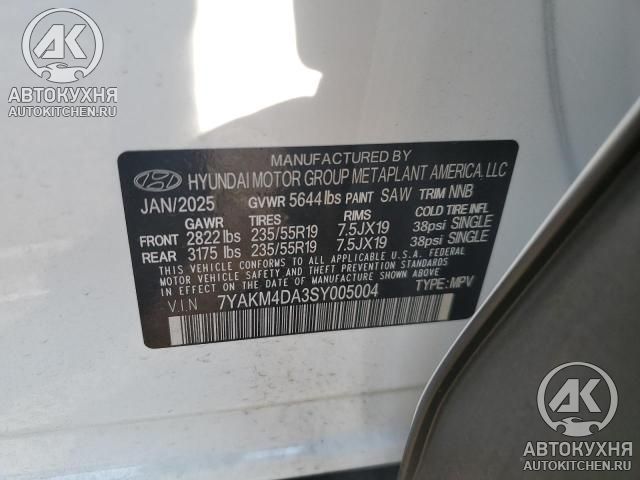 АВТОКУХНЯ
AUTOKITCHEN.RU
MANUFACTURED BY
HYUNDAI MOTOR GROUP METAPLANT AMERICA, LLC
JAN/2025 GVWR 5644 lbs PAINT SAW TRIM NNB
GAWR TIRES RIMS COLD TIRE INFL
FRONT 2822 lbs 235/55R19 7.5JX19 38psi SINGLE
REAR 3175 lbs 235/55R19 7.5JX19 38psi SINGLE
THIS VEHICLE CONFORMS TO ALL APPLICABLE U.S.A. FEDERAL
MOTOR VEHICLE SAFETY AND THEFT PREVENTION STANDARDS
IN EFFECT ON THE DATE OF MANUFACTURE SHOWN ABOVE.
V.I.N 7YAKM4DA3SY005004 TYPE: MPV
АК
АВТОКУХНЯ
AUTOKITCHEN.RU